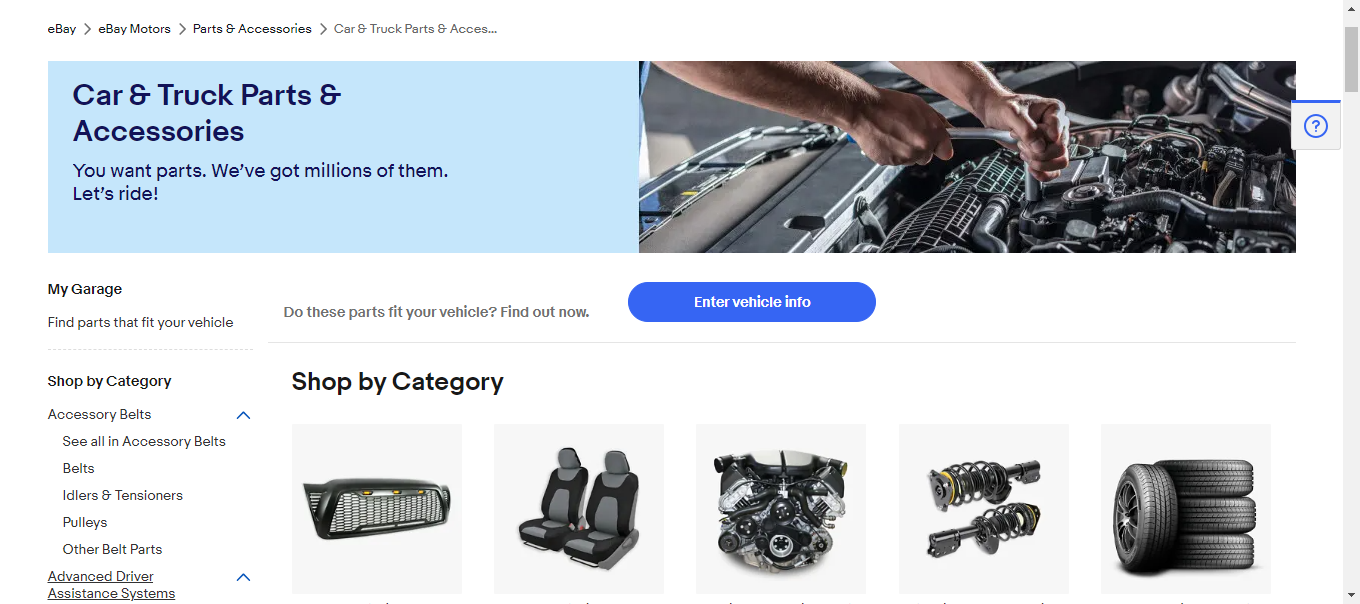 eBay > eBay Motors > Parts & Accessories > Car & Truck Parts & Acces...
Car & Truck Parts &
Accessories
You want parts. We've got millions of them.
Let's ride!
?
My Garage
Find parts that fit your vehicle
Do these parts fit your vehicle? Find out now.
Enter vehicle info
Shop by Category
Accessory Belts
See all in Accessory Belts
Belts
Idlers & Tensioners
Pulleys
Other Belt Parts
Advanced Driver
Assistance Systems
Shop by Category